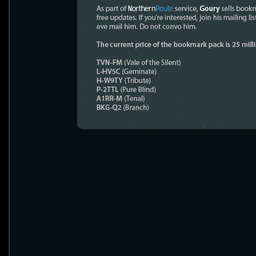 As part of NorthernRoute service, Goury sells bookm
free updates. If you're interested, join his mailing list
eve mail him. Do not convo him.
The current price of the bookmark pack is 25 milli
TVN-FM (Vale of the Silent)
L-HV5C (Geminate)
H-W9TY (Tribute)
P-2TTL (Pure Blind)
A1RR-M (Tenal)
BKG-Q2 (Branch)